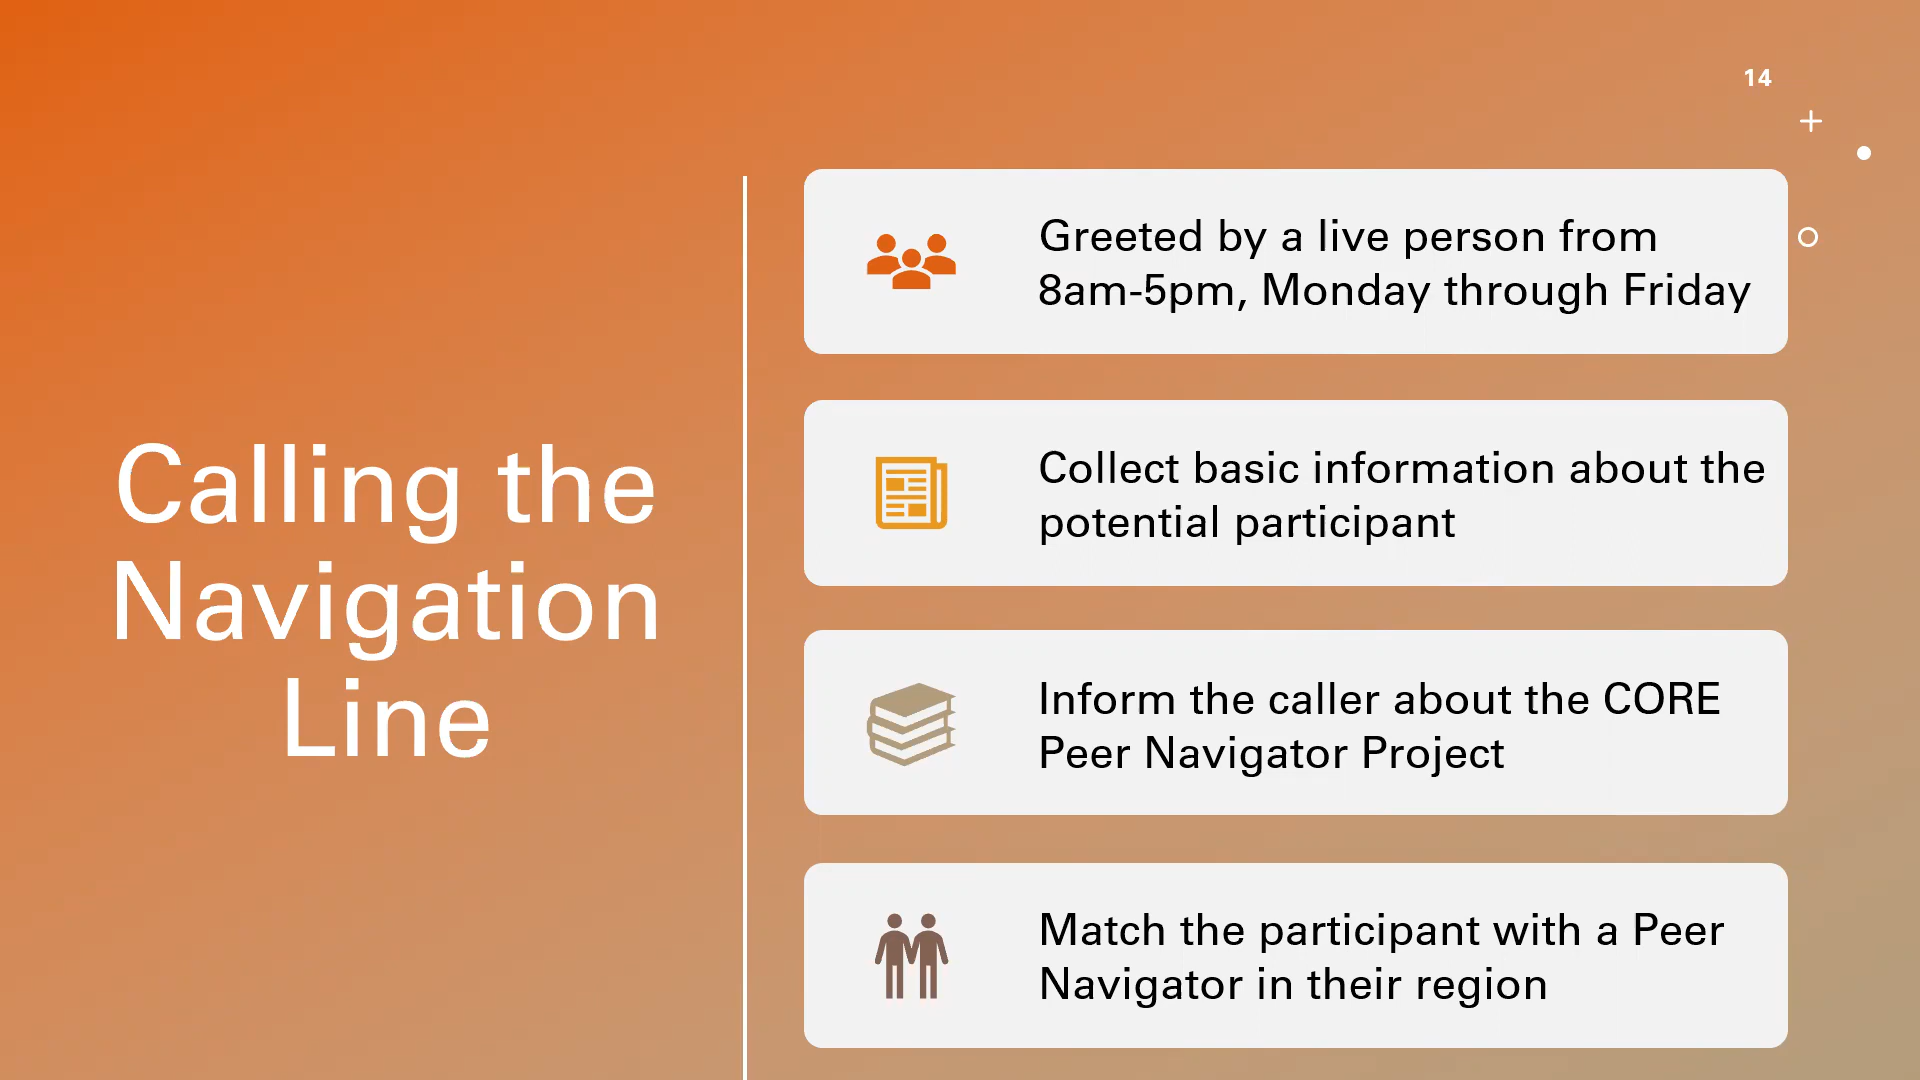 14
Calling the
Navigation
Line
Greeted by a live person from
8am-5pm, Monday through Friday
Collect basic information about the
potential participant
Inform the caller about the CORE
Peer Navigator Project
Match the participant with a Peer
Navigator in their region